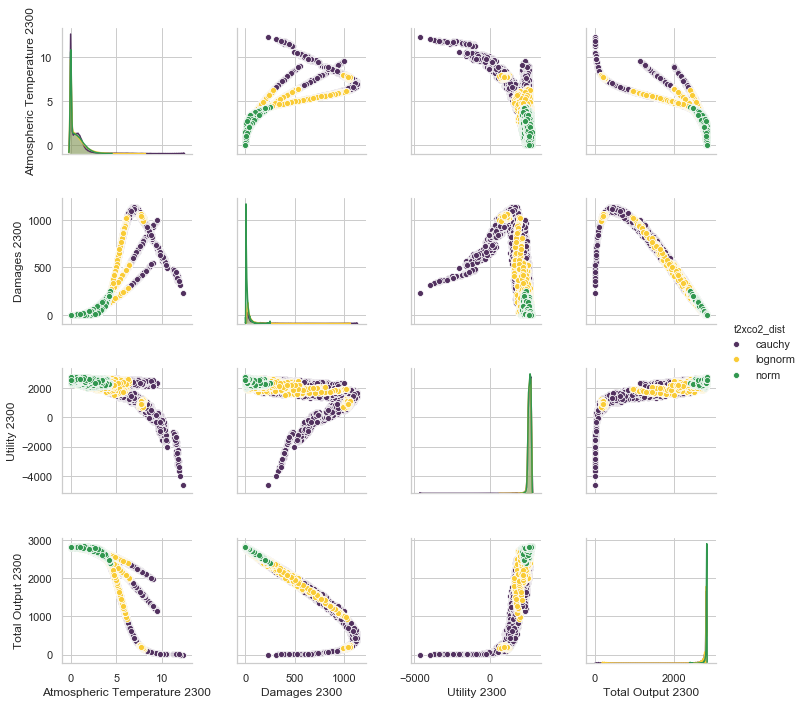 Atmospheric Temperature 2300
10
5
0
Damages 2300
1000
500
0
t2xco2_dist
cauchy
lognorm
norm
Utility 2300
2000
0
−2000
−4000
Total Output 2300
3000
2000
1000
0
0 5 10
0 500 1000
−5000 0
0 2000
Atmospheric Temperature 2300
Damages 2300
Utility 2300
Total Output 2300